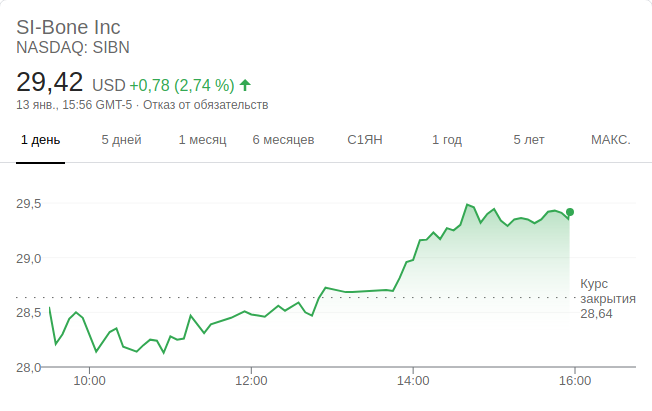 SI-Bone Inc
NASDAQ: SIBN
29,42 USD +0,78 (2,74 %)
13 янв., 15:56 GMT-5 · Отказ от обязательств
1 день 5 дней 1 месяц 6 месяцев С1ЯН 1 год 5 лет МАКС.
29,5
29,0
28,5
28,0
Курс
закрытия
28,64
10:00 12:00 14:00 16:00